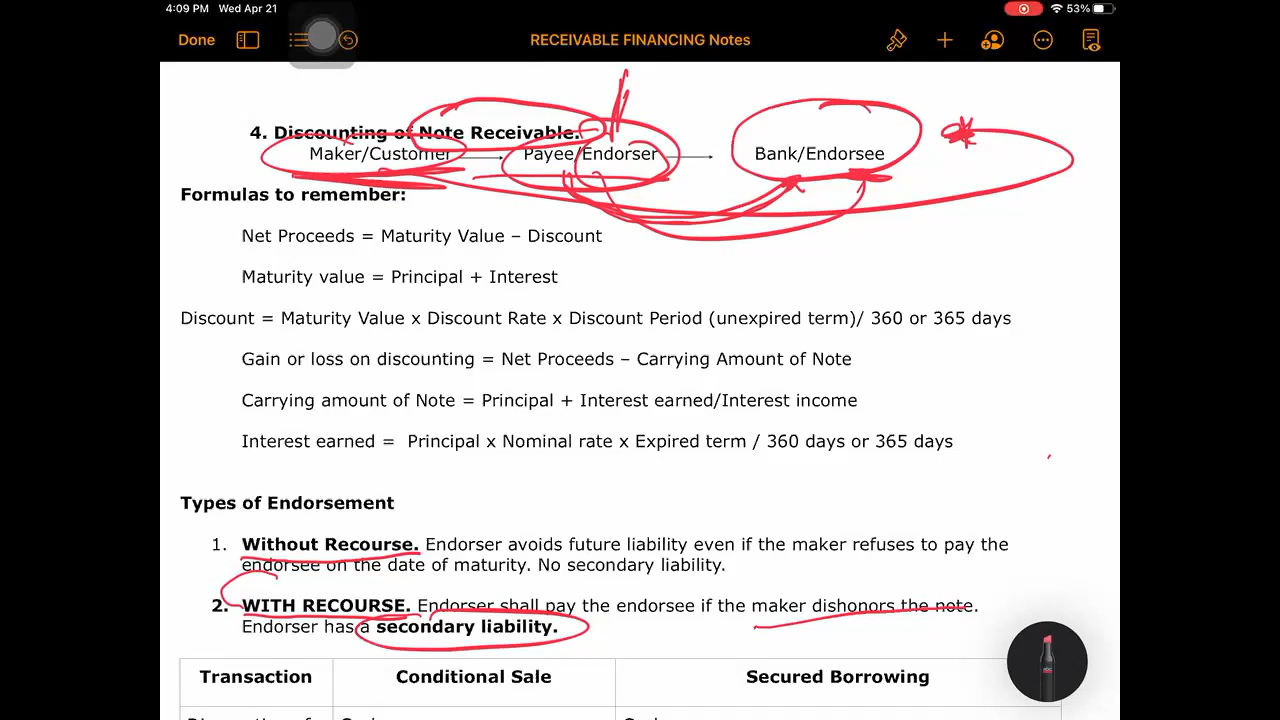 4:09 PM Wed Apr 21
53%
Done
RECEIVABLE FINANCING Notes
4. Discounting of Note Receivable.
Maker/Customer Payee/Endorser Bank/Endorsee
Formulas to remember:
Net Proceeds = Maturity Value – Discount
Maturity value = Principal + Interest
Discount = Maturity Value x Discount Rate x Discount Period (unexpired term)/ 360 or 365 days
Gain or loss on discounting = Net Proceeds – Carrying Amount of Note
Carrying amount of Note = Principal + Interest earned/Interest income
Interest earned = Principal x Nominal rate x Expired term / 360 days or 365 days
Types of Endorsement
1. Without Recourse. Endorser avoids future liability even if the maker refuses to pay the
endorsee on the date of maturity. No secondary liability.
2. WITH RECOURSE. Endorser shall pay the endorsee if the maker dishonors the note.
Endorser has a secondary liability.
Transaction Conditional Sale Secured Borrowing